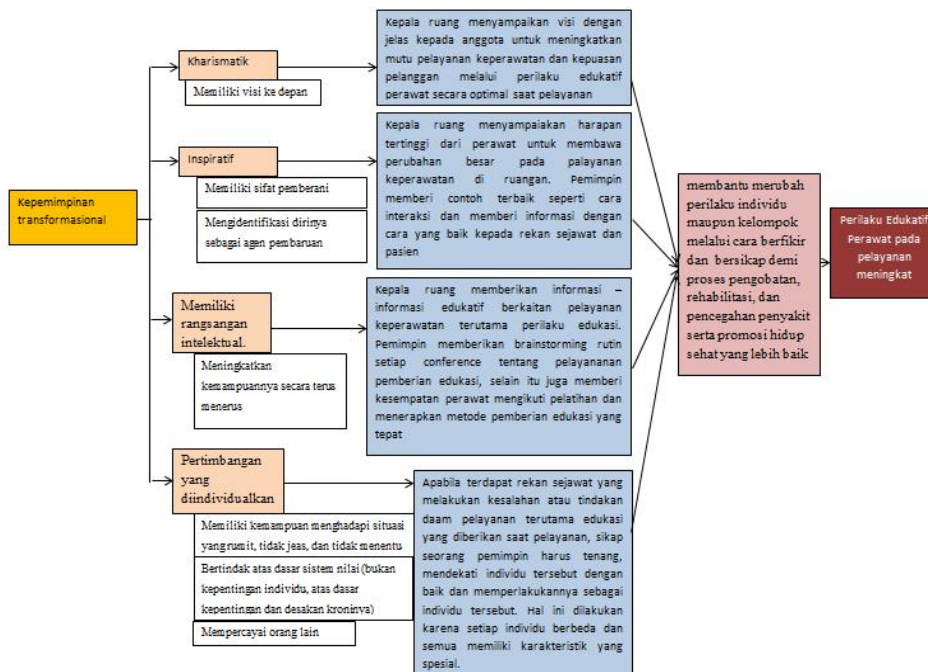 Kepemimpinan
transformasional
Kharismatik
Memiliki visi ke depan
Kepala ruang menyampaikan visi dengan
jelas kepada anggota untuk meningkatkan
mutu pelayanan keperawatan dan kepuasan
pelanggan melalui perilaku edukatif
perawat secara optimal saat pelayanan
Inspiratif
Memiliki sifat pemberani
Mengidentifikasi dirinya
sebagai agen pembaruan
Kepala ruang menyampaiakan harapan
tertinggi dari perawat untuk membawa
perubahan besar pada palayanan
keperawatan di ruangan. Pemimpin
memberi contoh terbaik seperti cara
interaksi dan memberi informasi dengan
cara yang baik kepada rekan sejawat dan
pasien
Memiliki
rangsangan
intelektual.
Meningkatkan
kemampuannya secara terus
menerus
Kepala ruang memberikan informasi –
informasi edukatif berkaitan pelayanan
keperawatan terutama perilaku edukasi.
Pemimpin memberikan brainstorming rutin
setiap conference tentang pelayananan
pemberian edukasi, selain itu juga memberi
kesempatan perawat mengikuti pelatihan dan
menerapkan metode pemberian edukasi yang
tepat
Pertimbangan
yang
diindividualkan
Memiliki kemampuan menghadapi situasi
yang rumit, tidak jeas, dan tidak menentu
Bertindak atas dasar sistem nilai (bukan
kepentingan individu, atas dasar
kepentingan dan desakan kroninya)
Mempercayai orang lain
Apabila terdapat rekan sejawat yang
melakukan kesalahan atau tindakan
daam pelayanan terutama edukasi
yang diberikan saat pelayanan, sikap
seorang pemimpin harus tenang,
mendekati individu tersebut dengan
baik dan memperlakukannya sebagai
individu tersebut. Hal ini dilakukan
karena setiap individu berbeda dan
semua memiliki karakteristik yang
spesial.
membantu merubah
perilaku individu
maupun kelompok
melalui cara berfikir
dan bersikap demi
proses pengobatan,
rehabilitasi, dan
pencegahan penyakit
serta promosi hidup
sehat yang lebih baik
Perilaku Edukatif
Perawat pada
pelayanan
meningkat